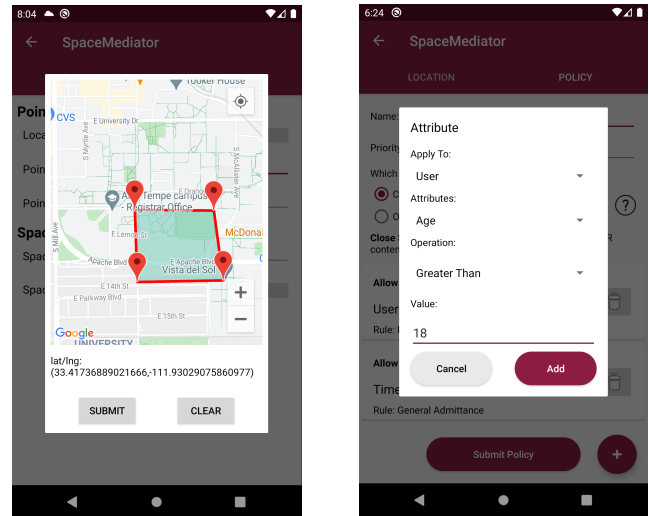 8:04
SpaceMediator
Poin
Loca
Poin
Poin
Spac
Spac
Spac
CVS
E University Dr
Tooker House
S Myrtle Ave
S McAllister Ave
E Orange
Tempe campus
- Registrar Office
E Lemon St
McDonal
S Mill Ave
Apache Blvd
E Apache Blvd
Vista del Sol
E 14th St
E Parkway Blvd
E 15th St
+
−
Google
UNIVERSITY
lat/lng:
(33.41736889021666,-111.93029075860977)
SUBMIT
CLEAR
6:24
SpaceMediator
LOCATION
POLICY
Name:
Priority
Which
C
O
?
Close
R
conten
Attribute
Apply To:
User
Attributes:
Age
Operation:
Greater Than
Value:
18
Cancel
Add
Allow
User
Rule:
Allow
Time
Rule: General Admittance
Submit Policy
+